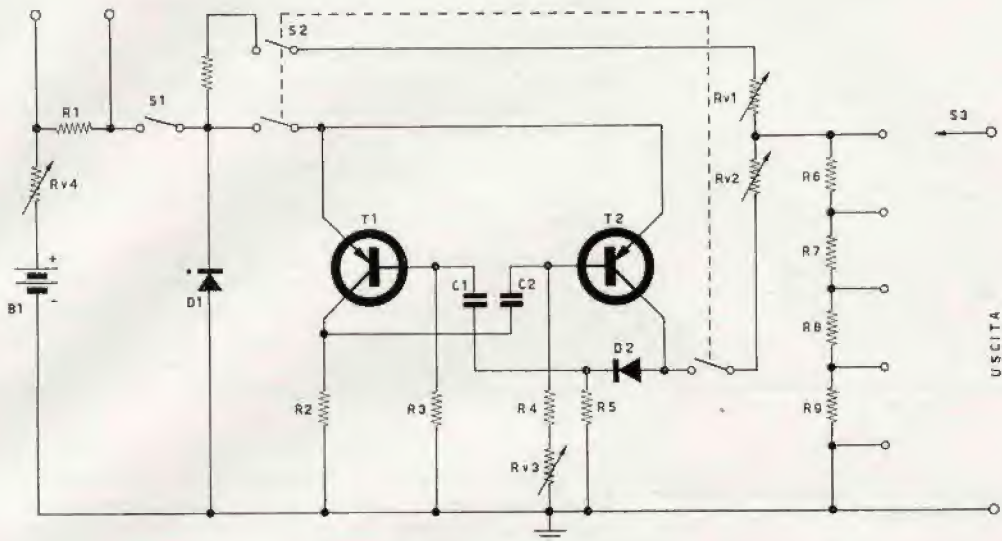 S2
R1
S1
Rv1
S3
Rv4
Rv2
R6
T1
T2
R7
+
C1
C2
B1
-
D1
R8
D2
USCITA
R2
R3
R4
R5
R9
Rv3